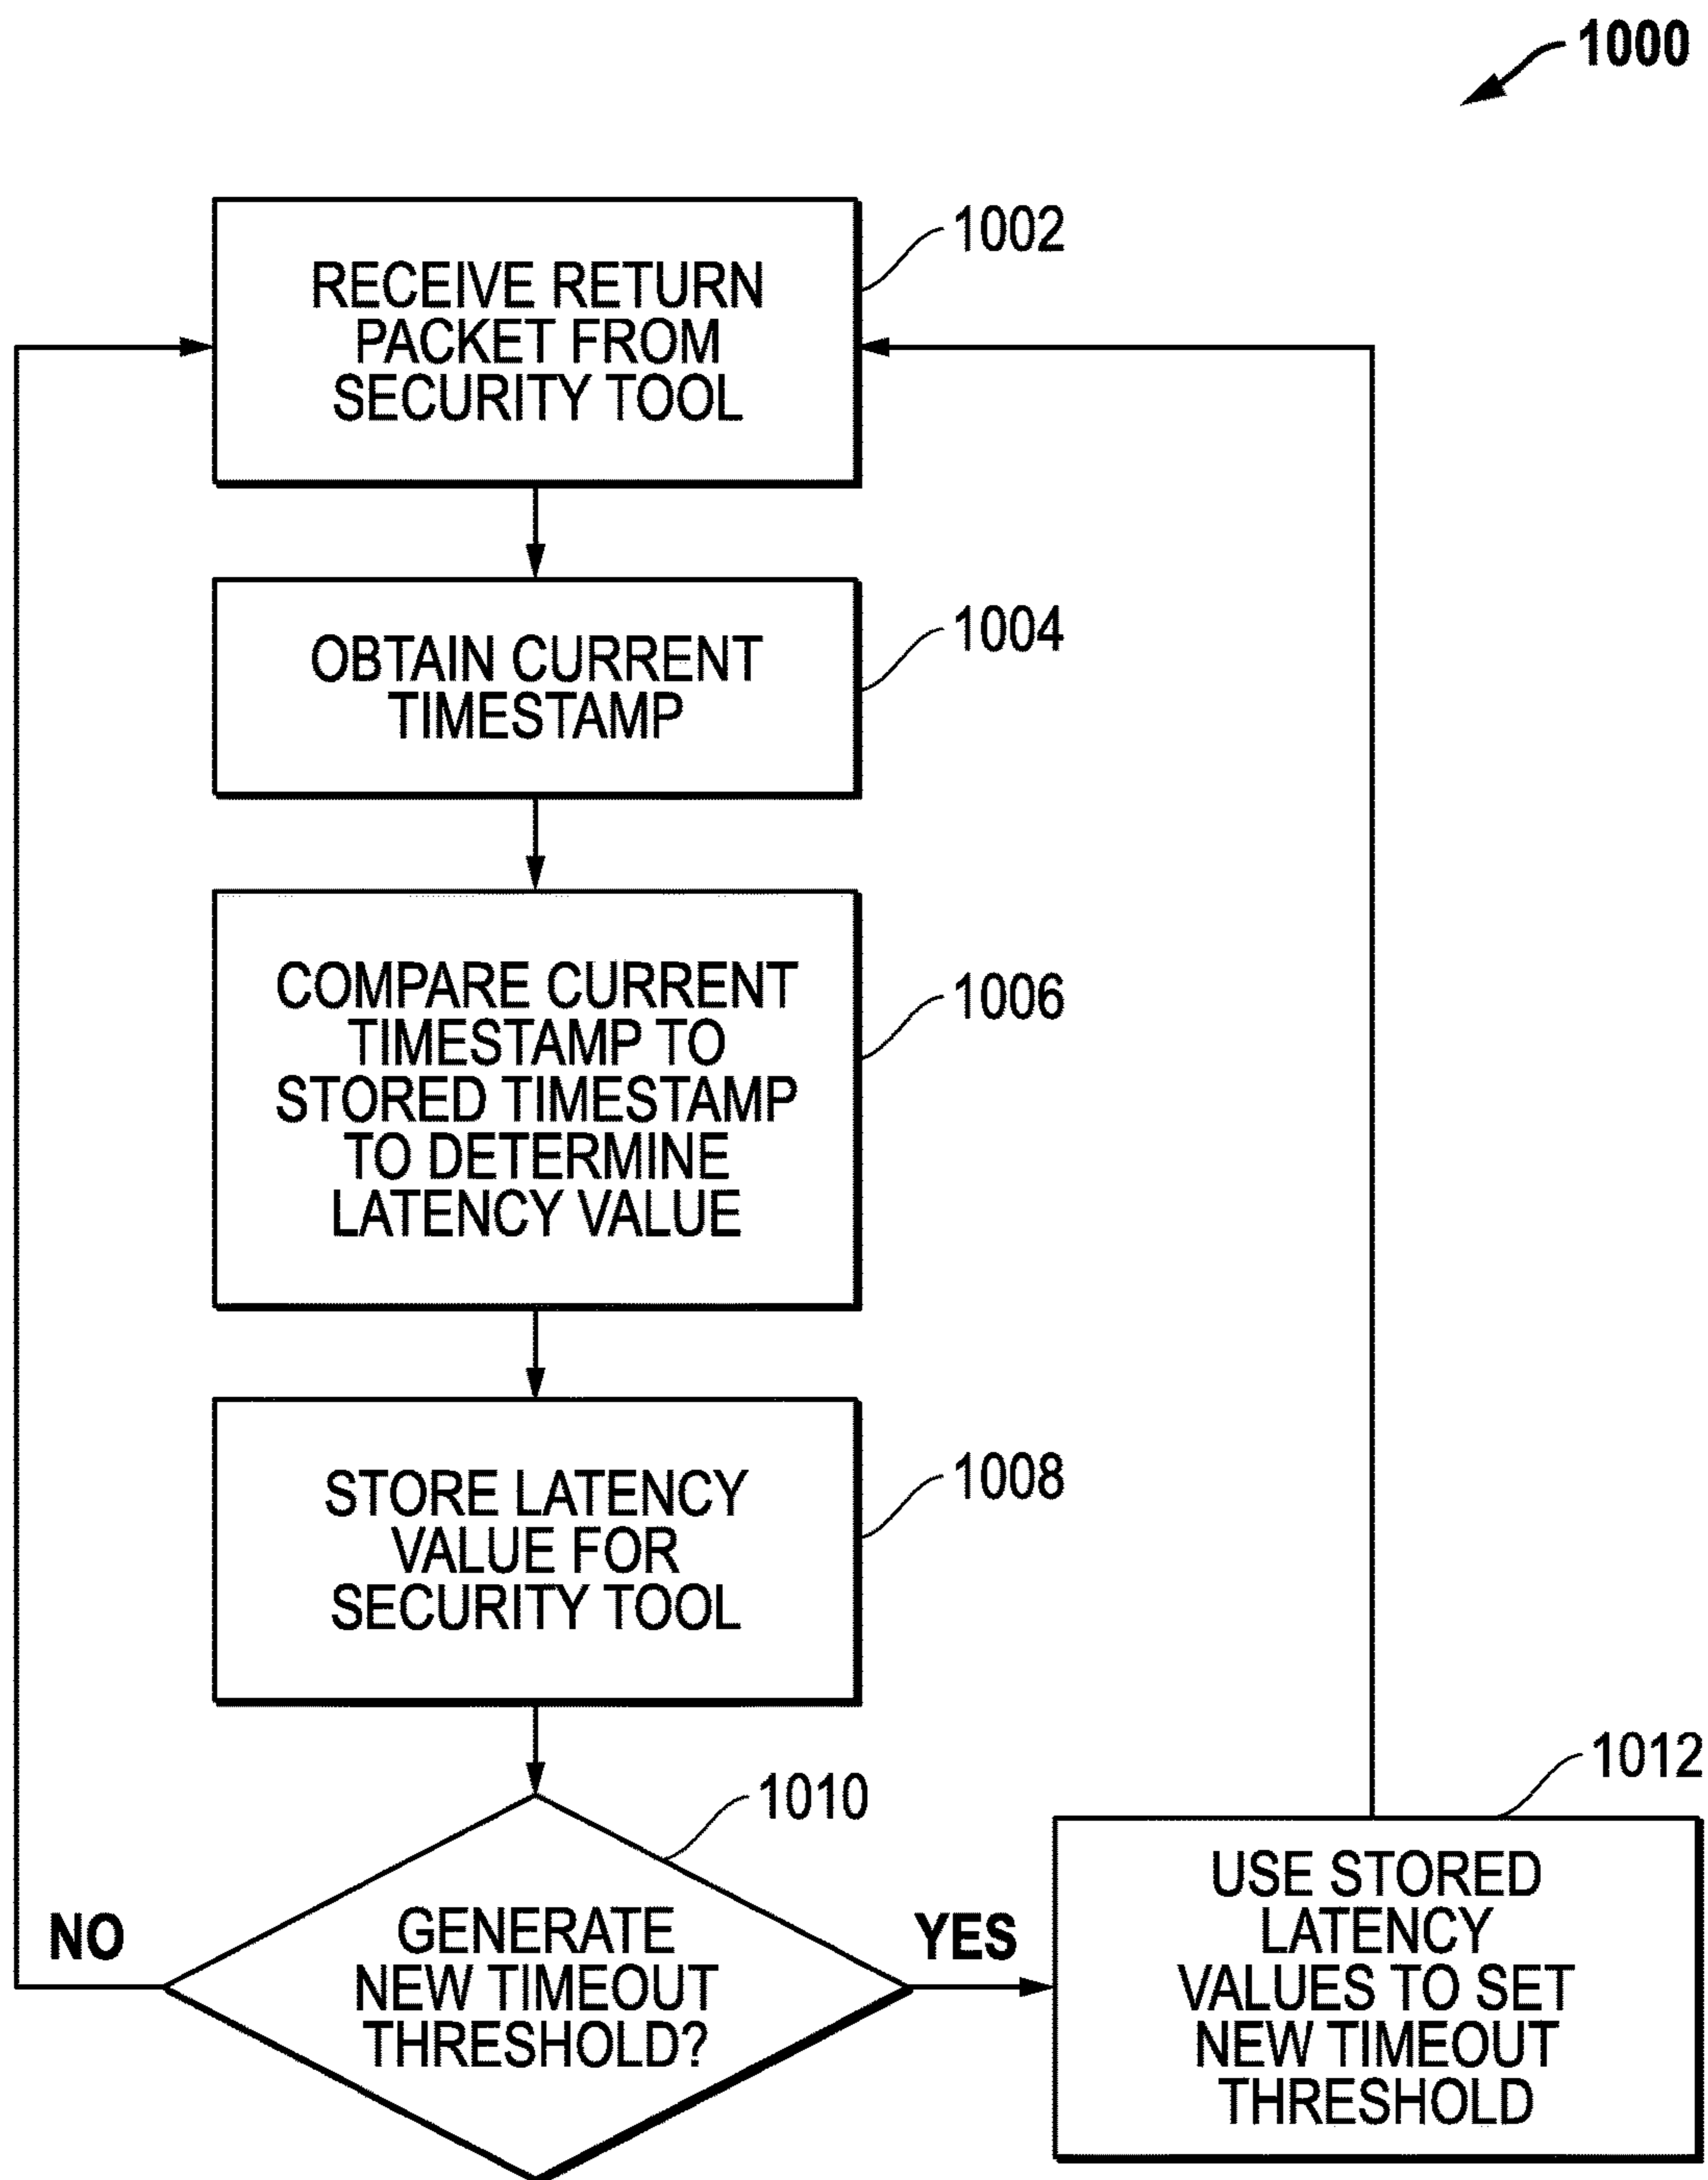 1000
RECEIVE RETURN
PACKET FROM
SECURITY TOOL
1002
OBTAIN CURRENT
TIMESTAMP
1004
COMPARE CURRENT
TIMESTAMP TO
STORED TIMESTAMP
TO DETERMINE
LATENCY VALUE
1006
STORE LATENCY
VALUE FOR
SECURITY TOOL
1008
GENERATE
NEW TIMEOUT
THRESHOLD?
1010
NO
YES
USE STORED
LATENCY
VALUES TO SET
NEW TIMEOUT
THRESHOLD
1012